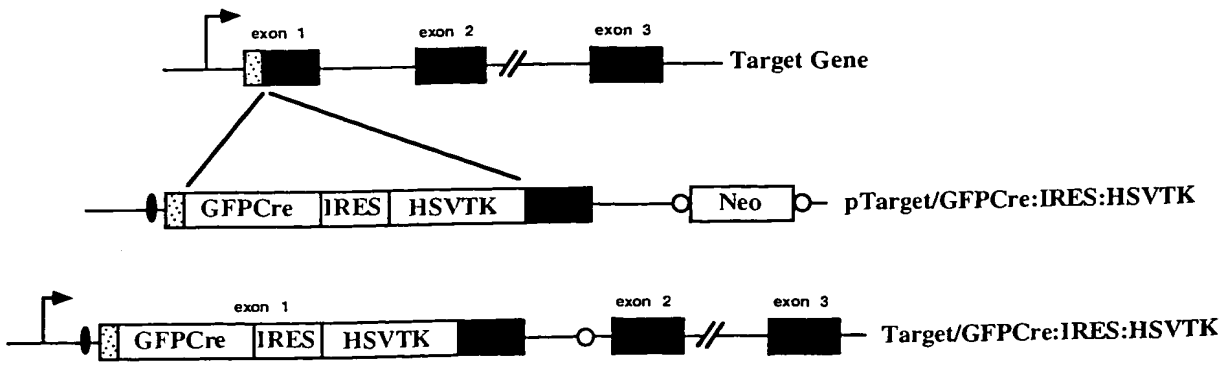 exon 1 exon 2 exon 3
Target Gene
GFPCre IRES HSVTK Neo pTarget/GFPCre:IRES:HSVTK
exon 1 exon 2 exon 3
GFPCre IRES HSVTK Target/GFPCre:IRES:HSVTK